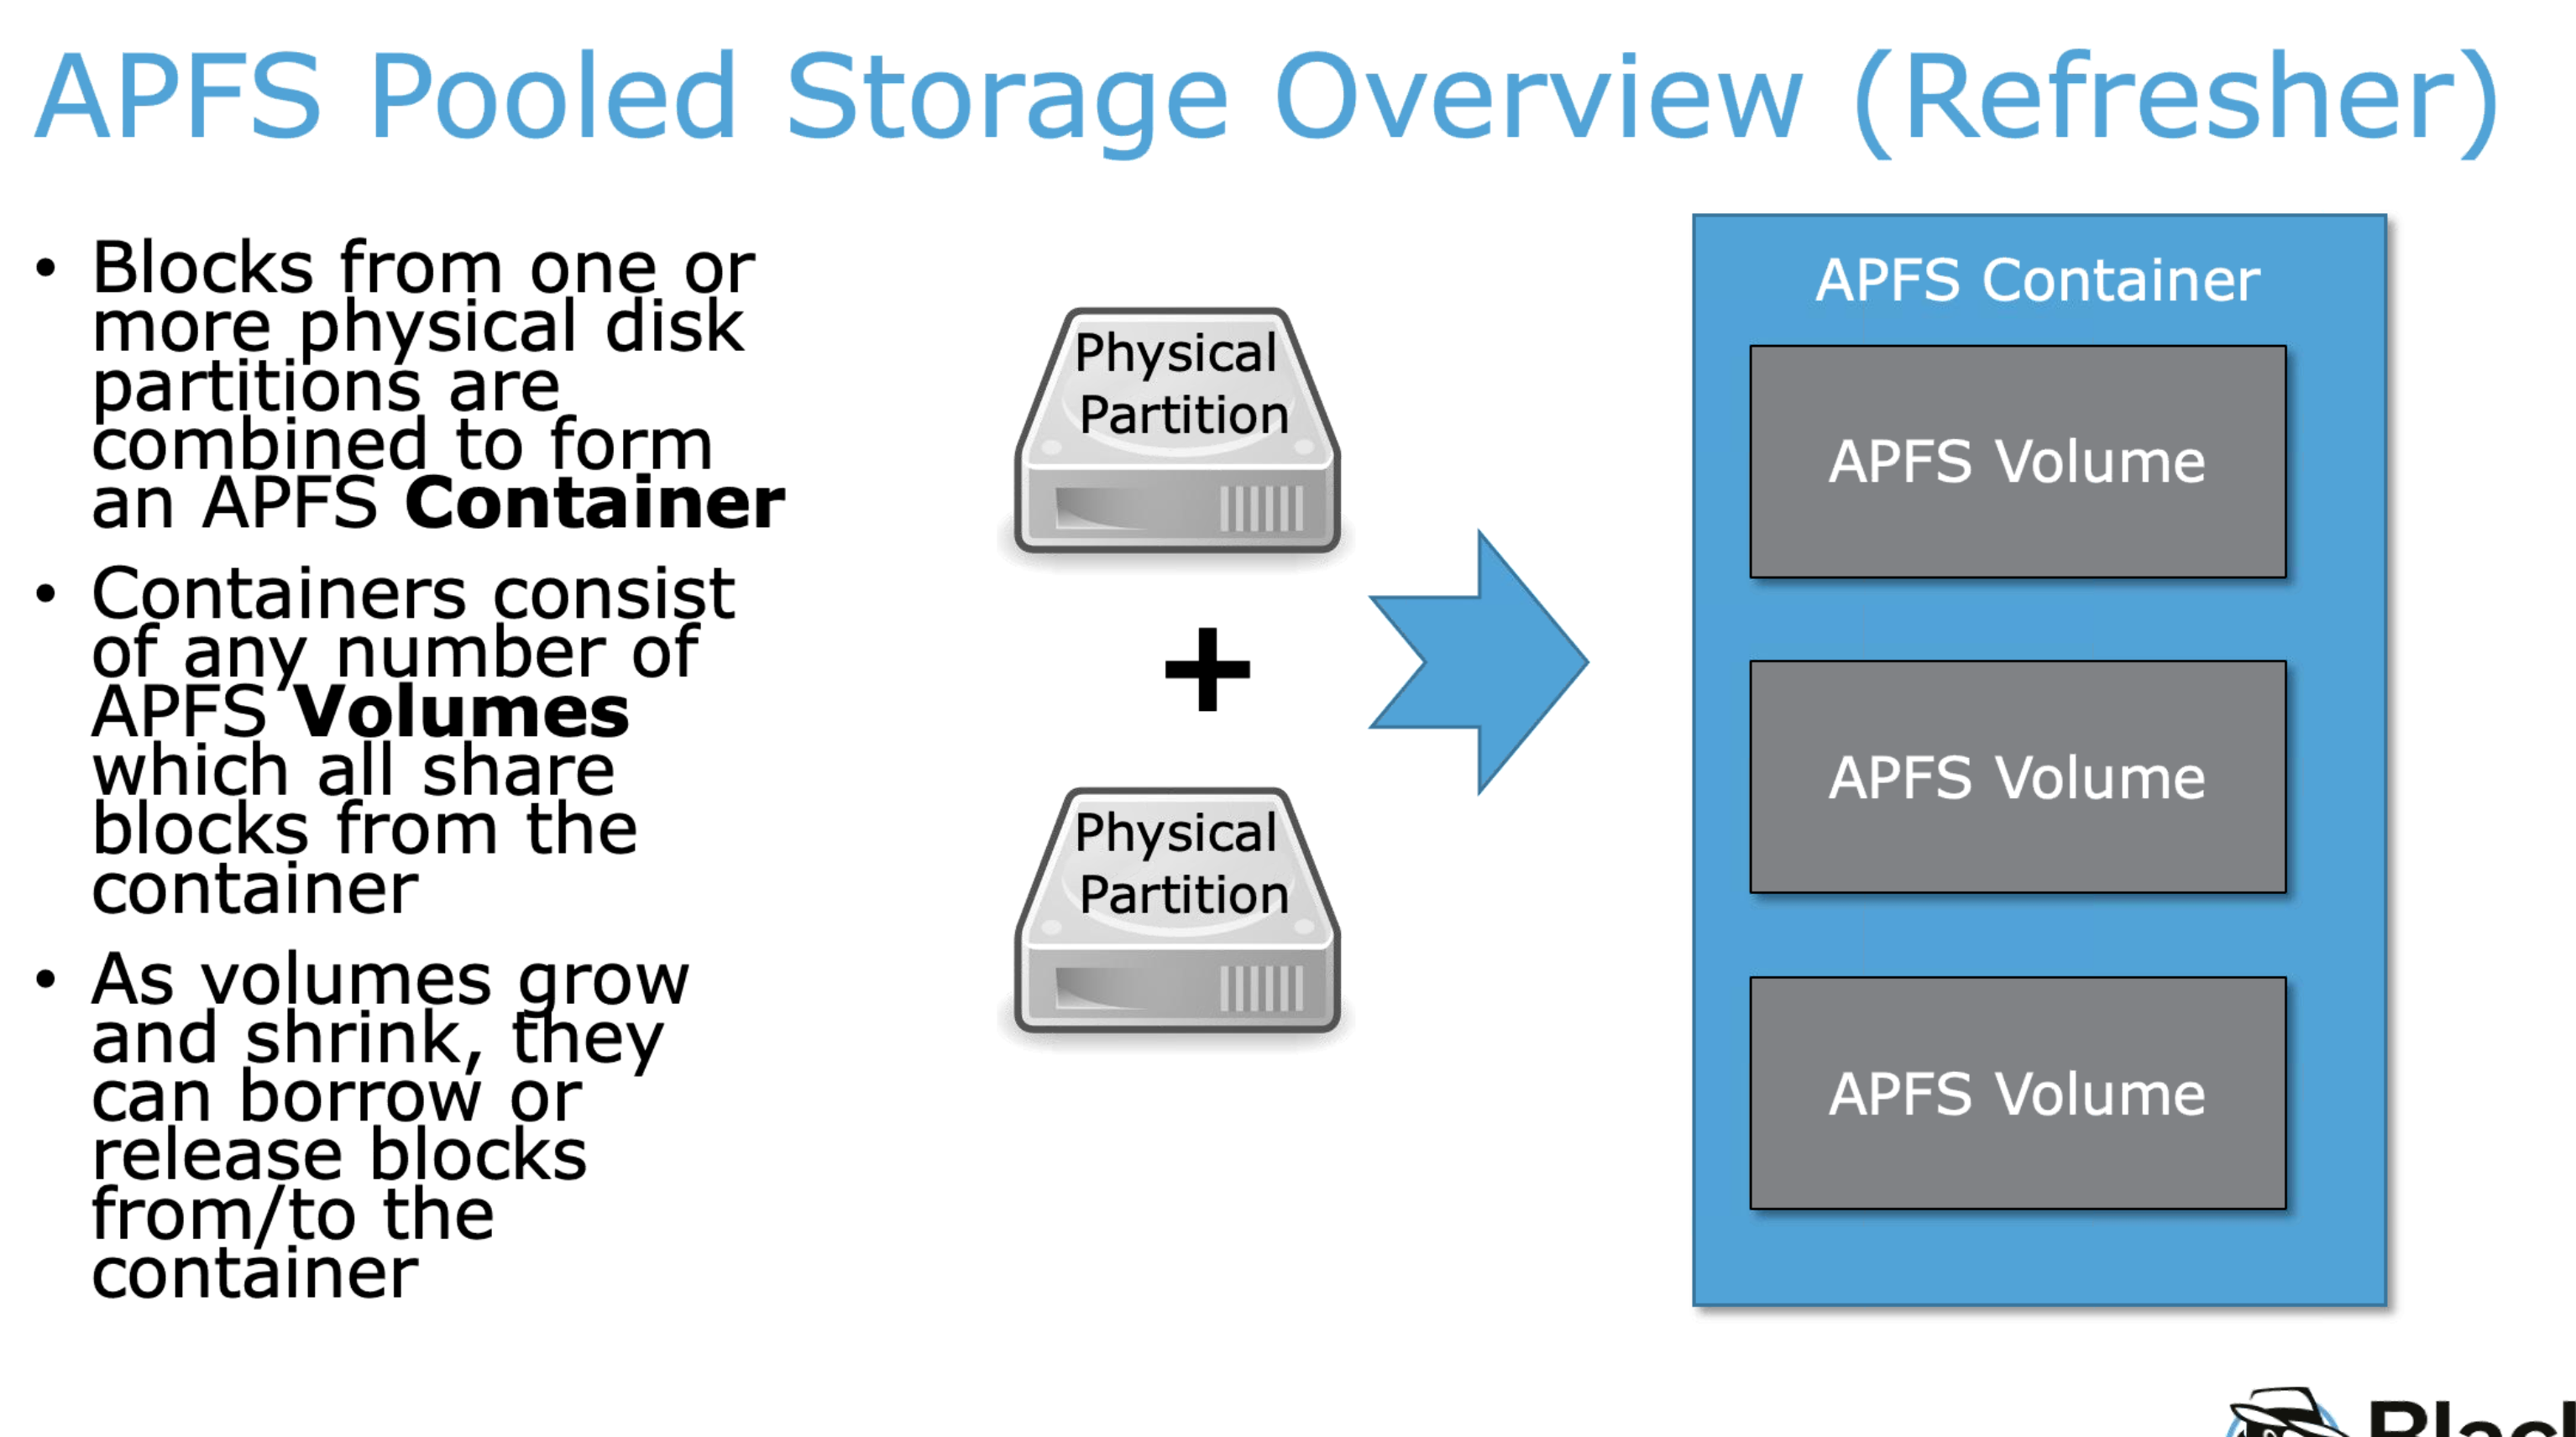 APFS Pooled Storage Overview (Refresher)
• Blocks from one or
more physical disk
partitions are
combined to form
an APFS Container
• Containers consist
of any number of
APFS Volumes
which all share
blocks from the
container
• As volumes grow
and shrink, they
can borrow or
release blocks
from/to the
container
Physical
Partition
+
Physical
Partition
APFS Container
APFS Volume
APFS Volume
APFS Volume